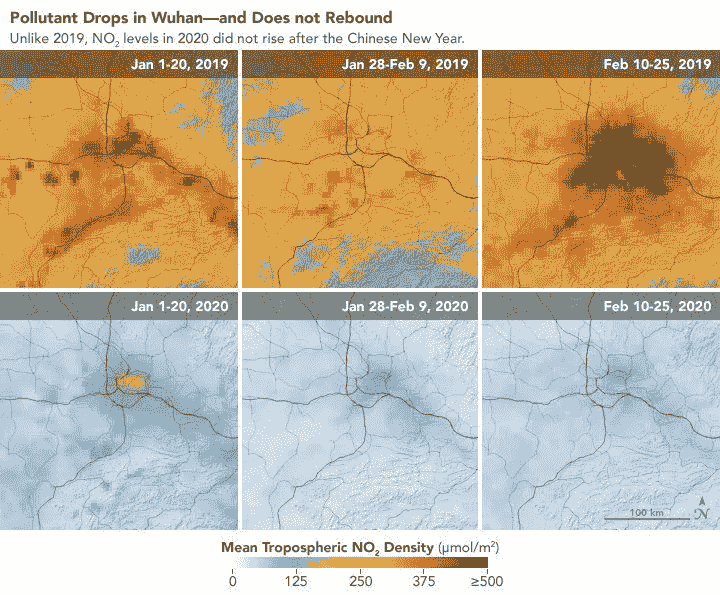 Pollutant Drops in Wuhan—and Does not Rebound
Unlike 2019, NO₂ levels in 2020 did not rise after the Chinese New Year.
Jan 1-20, 2019
Jan 28-Feb 9, 2019
Feb 10-25, 2019
Jan 1-20, 2020
Jan 28-Feb 9, 2020
Feb 10-25, 2020
100 km
N
Mean Tropospheric NO₂ Density (μmol/m²)
0 125 250 375 ≥500